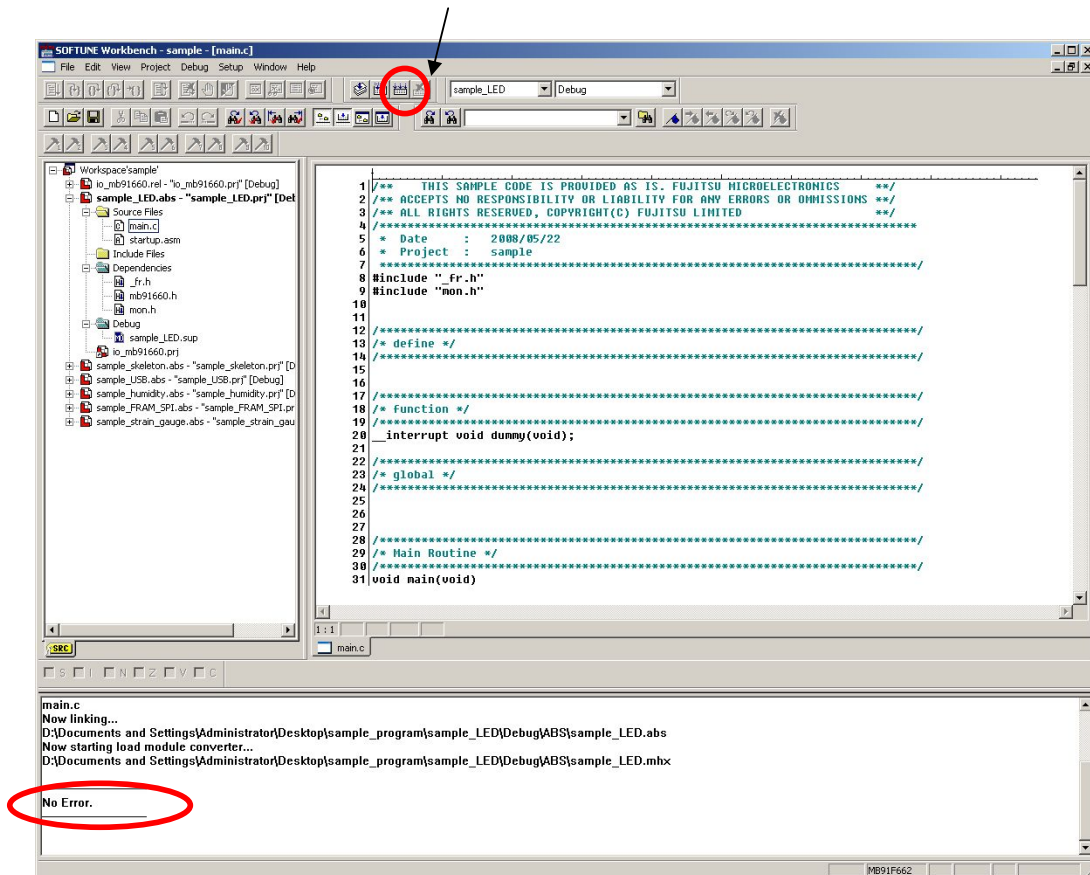 SOFTUNE Workbench - sample - [main.c]
File Edit View Project Debug Setup Window Help
sample_LED Debug
Workspace'sample'
io_mb91660.rel - "io_mb91660.prj" [Debug]
sample_LED.abs - "sample_LED.prj" [Det
Source Files
main.c
startup.asm
Include Files
Dependencies
_fr.h
mb91660.h
mon.h
Debug
sample_LED.sup
io_mb91660.prj
sample_skeleton.abs - "sample_skeleton.prj" [D
sample_USB.abs - "sample_USB.prj" [Debug]
sample_humidity.abs - "sample_humidity.prj" [D
sample_FRAM_SPI.abs - "sample_FRAM_SPI.pr
sample_strain_gauge.abs - "sample_strain_gau
SRC
1 /** THIS SAMPLE CODE IS PROVIDED AS IS. FUJITSU MICROELECTRONICS **/
2 /** ACCEPTS NO RESPONSIBILITY OR LIABILITY FOR ANY ERRORS OR OMMISSIONS **/
3 /** ALL RIGHTS RESERVED, COPYRIGHT(C) FUJITSU LIMITED **/
4 /*****************************************************************************
5 * Date : 2008/05/22
6 * Project : sample
7 *****************************************************************************/
8 #include "_fr.h"
9 #include "mon.h"
10
11
12 /*****************************************************************************/
13 /* define */
14 /*****************************************************************************/
15
16
17 /*****************************************************************************/
18 /* function */
19 /*****************************************************************************/
20 __interrupt void dummy(void);
21
22 /*****************************************************************************/
23 /* global */
24 /*****************************************************************************/
25
26
27
28 /*****************************************************************************/
29 /* Main Routine */
30 /*****************************************************************************/
31 void main(void)
1:1
main.c
S I N Z V C
main.c
Now linking...
D:\Documents and Settings\Administrator\Desktop\sample_program\sample_LED\Debug\ABS\sample_LED.abs
Now starting load module converter...
D:\Documents and Settings\Administrator\Desktop\sample_program\sample_LED\Debug\ABS\sample_LED.mhx
No Error.
MB91F662